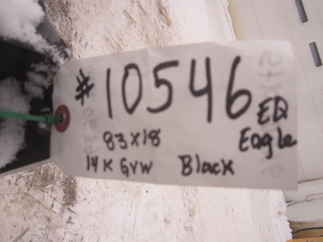 #10546 EQ
83x18 Eagle
14K GVW Black